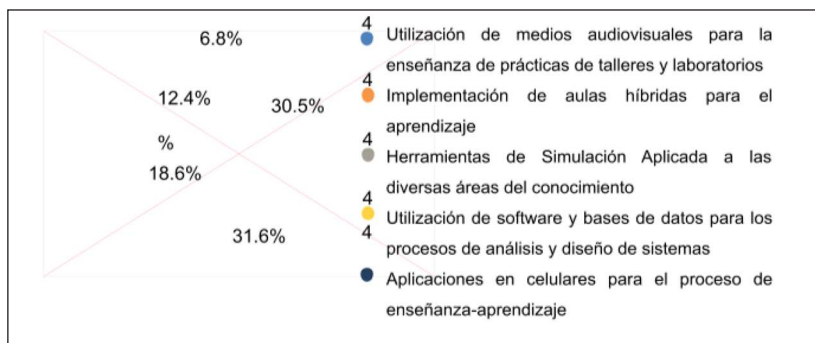 6.8%
12.4%
30.5%
%
18.6%
31.6%
4
Utilización de medios audiovisuales para la
enseñanza de prácticas de talleres y laboratorios
4
Implementación de aulas híbridas para el
aprendizaje
4
Herramientas de Simulación Aplicada a las
diversas áreas del conocimiento
4
Utilización de software y bases de datos para los
4
procesos de análisis y diseño de sistemas
Aplicaciones en celulares para el proceso de
enseñanza-aprendizaje